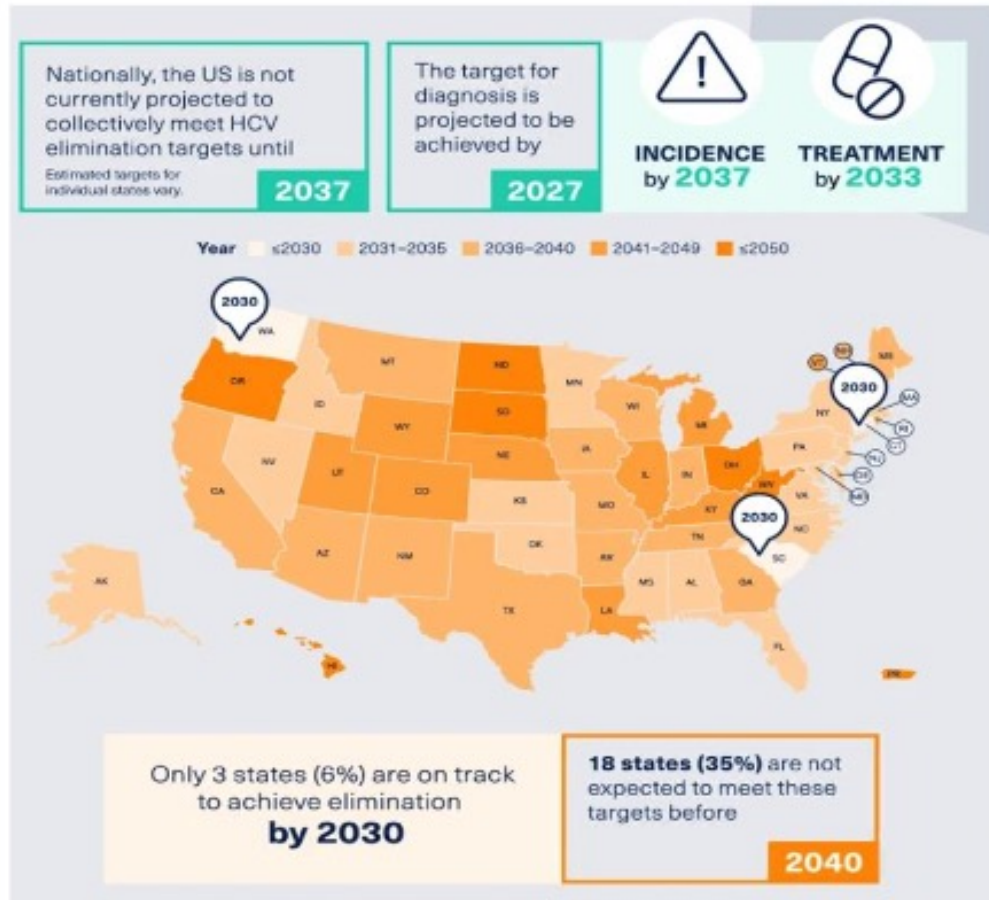 Nationally, the US is not
currently projected to
collectively meet HCV
elimination targets until
Estimated targets for
individual states vary.
2037
The target for
diagnosis is
projected to be
achieved by
2027
!
INCIDENCE
by 2037
TREATMENT
by 2033
Year ≤2030 2031–2035 2036–2040 2041–2049 ≤2050
2030
WA
MT
ND
MN
OR
ID
SD
WI
MI
WY
NE
IA
NV
UT
CO
CA
KS
MO
IL
IN
OH
WV
KY
VA
NC
TN
AZ
NM
OK
AR
2030
SC
MS
AL
GA
TX
LA
FL
AK
HI
PR
VT
NH
ME
2030
NY
MA
RI
CT
PA
NJ
DE
MD
Only 3 states (6%) are on track
to achieve elimination
by 2030
18 states (35%) are not
expected to meet these
targets before
2040